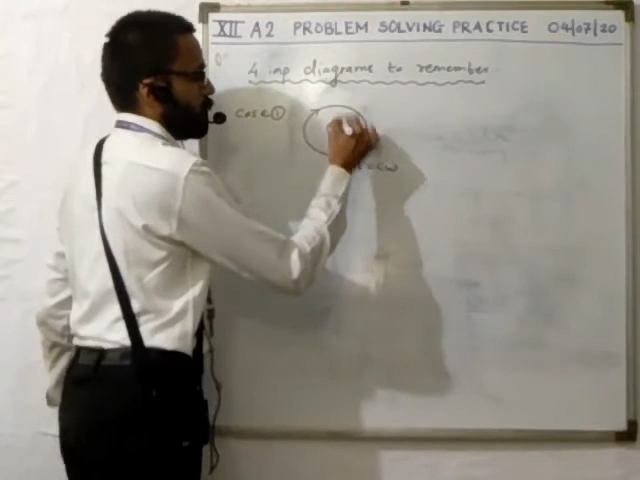 XII A2 PROBLEM SOLVING PRACTICE 04/07/20
4 imp diagrams to remember
Case ①